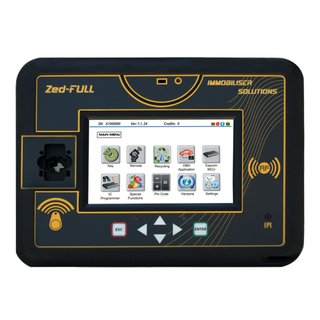 Zed-FULL
IMMOBILISER
SOLUTIONS
SN : A100000
Ver 1.1 .24
Credits : 0
MAIN MENU
Key
Remote
Recycling
OBD
Application
Eeprom
MCU
IC
Programmer
Special
Functions
Pin Code
Versions
Settings
ESC
ENTER
IR